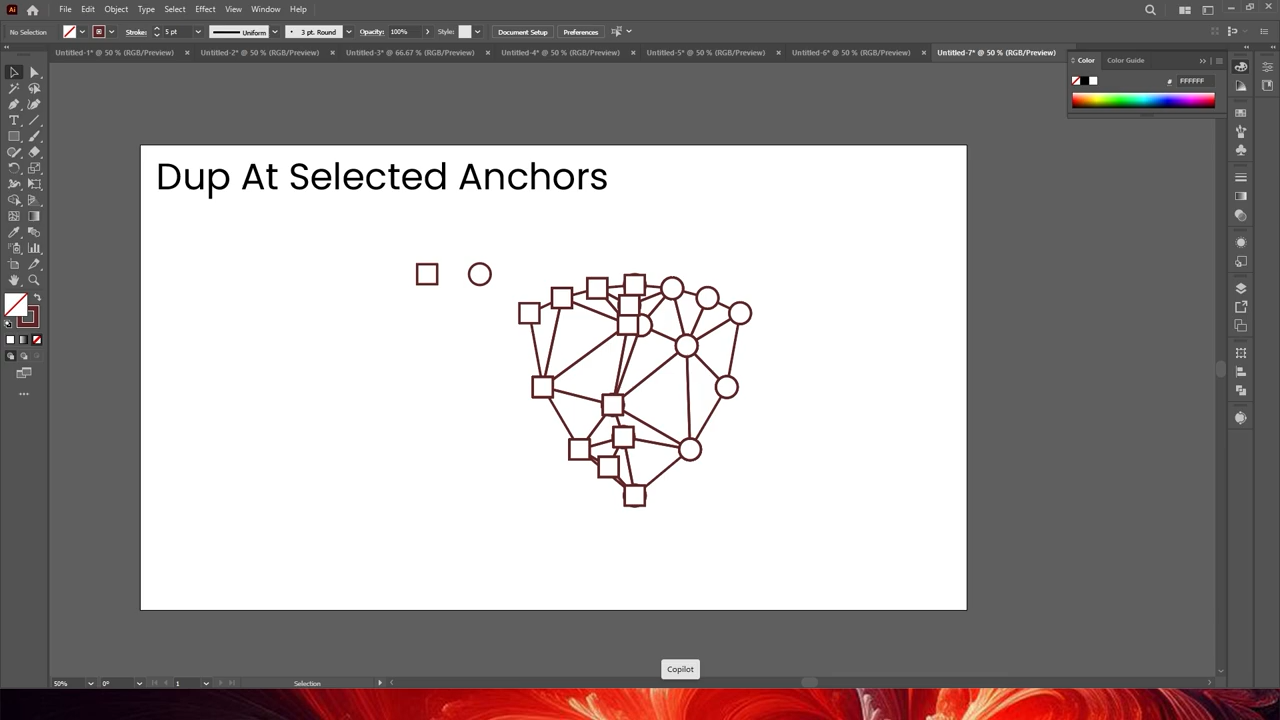 Ai File Edit Object Type Select Effect View Window Help
No Selection Stroke: 5 pt Uniform 3 pt. Round Opacity: 100% Style: Document Setup Preferences
Untitled-1* @ 50 % (RGB/Preview) Untitled-2* @ 50 % (RGB/Preview) Untitled-3* @ 66.67 % (RGB/Preview) Untitled-4* @ 50 % (RGB/Preview) Untitled-5* @ 50 % (RGB/Preview) Untitled-6* @ 50 % (RGB/Preview) Untitled-7* @ 50 % (RGB/Preview)
Color Color Guide
# FFFFFF
Dup At Selected Anchors
Copilot
50% 0° 1 Selection